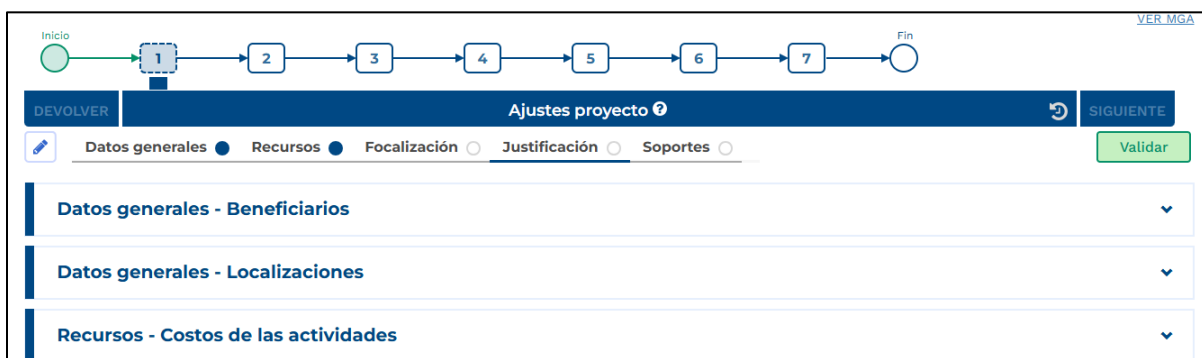 VER MGA
Inicio
Fin
1 2 3 4 5 6 7
DEVOLVER Ajustes proyecto ? SIGUIENTE
Datos generales Recursos Focalización Justificación Soportes Validar
Datos generales - Beneficiarios
Datos generales - Localizaciones
Recursos - Costos de las actividades